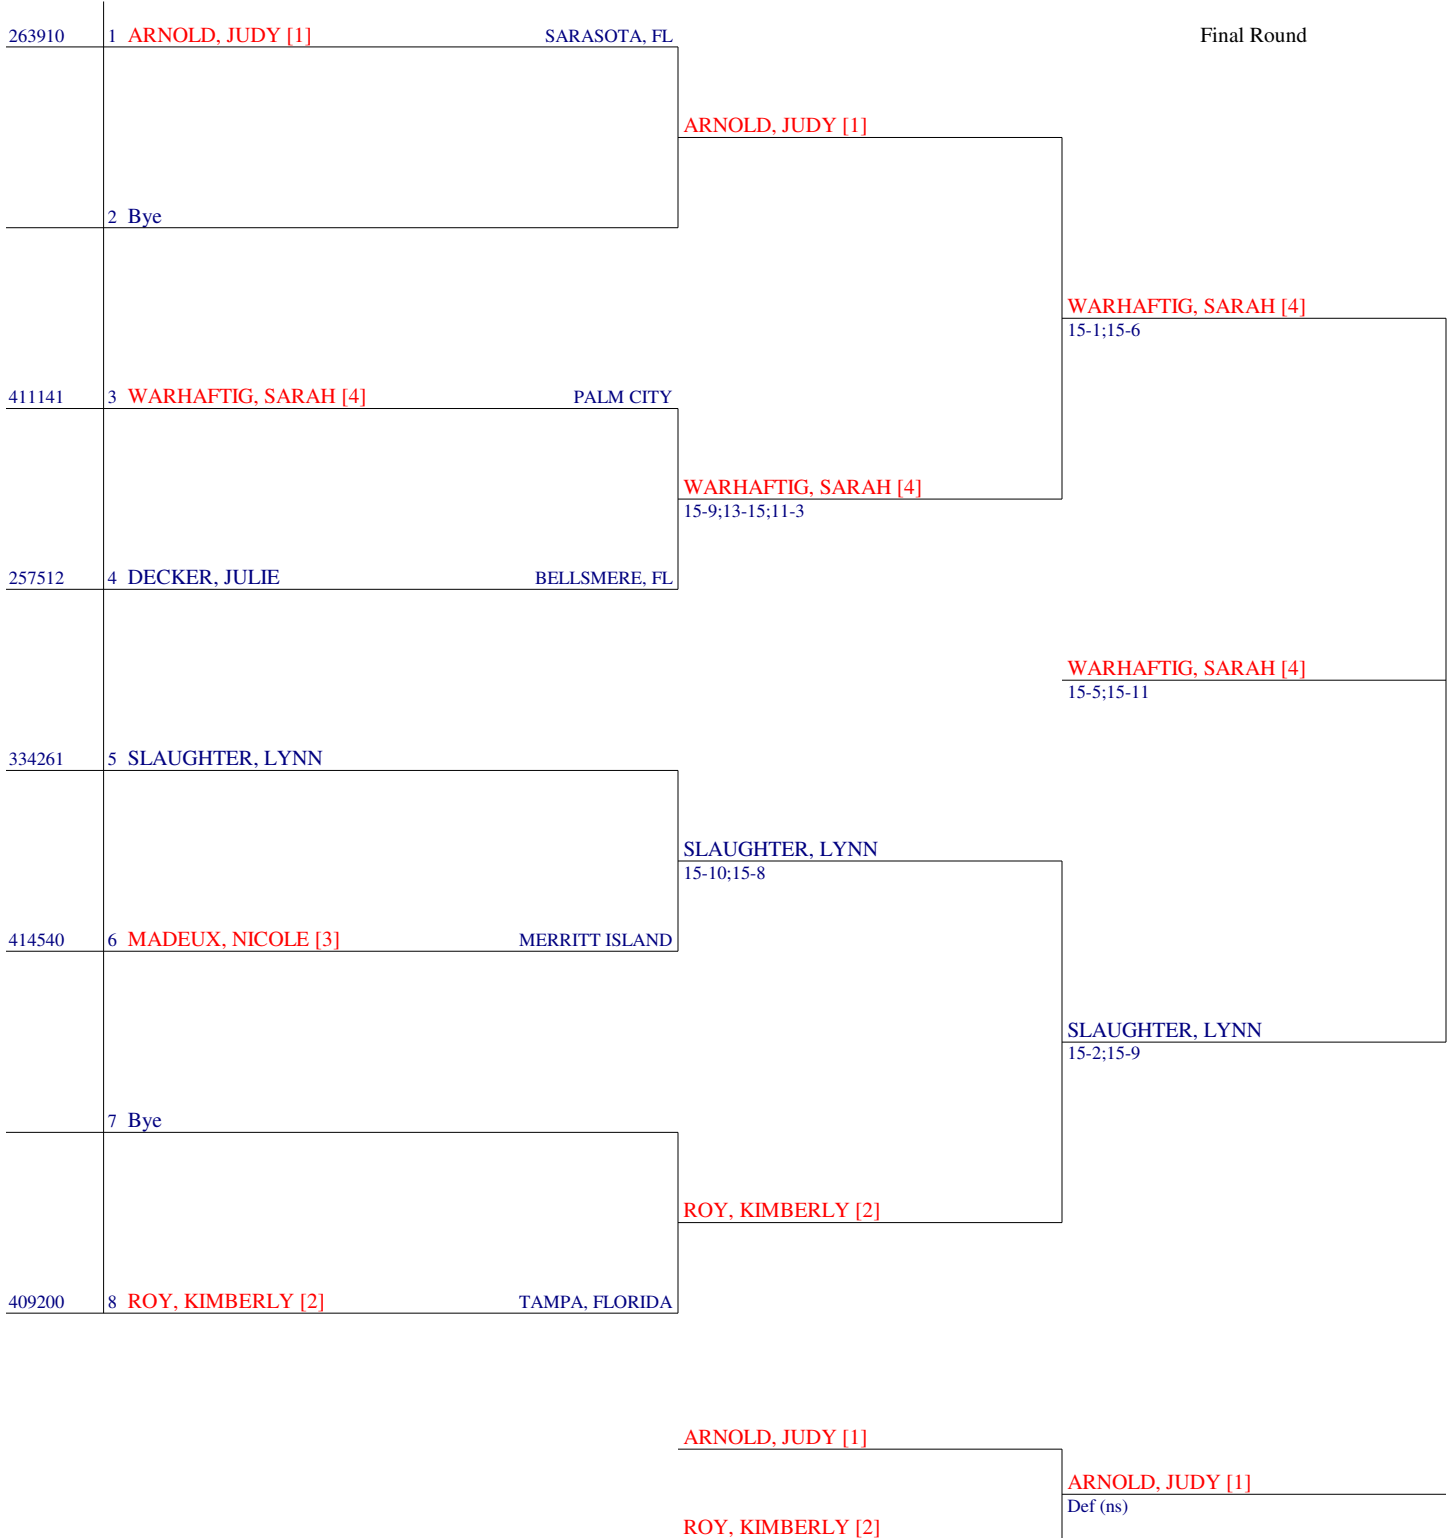 263910 1 ARNOLD, JUDY [1] SARASOTA, FL Final Round
ARNOLD, JUDY [1]
2 Bye
WARHAFTIG, SARAH [4]
15-1;15-6
411141 3 WARHAFTIG, SARAH [4] PALM CITY
WARHAFTIG, SARAH [4]
15-9;13-15;11-3
257512 4 DECKER, JULIE BELLSMERE, FL
WARHAFTIG, SARAH [4]
15-5;15-11
334261 5 SLAUGHTER, LYNN
SLAUGHTER, LYNN
15-10;15-8
414540 6 MADEUX, NICOLE [3] MERRITT ISLAND
SLAUGHTER, LYNN
15-2;15-9
7 Bye
ROY, KIMBERLY [2]
409200 8 ROY, KIMBERLY [2] TAMPA, FLORIDA
ARNOLD, JUDY [1]
ARNOLD, JUDY [1]
Def (ns)
ROY, KIMBERLY [2]